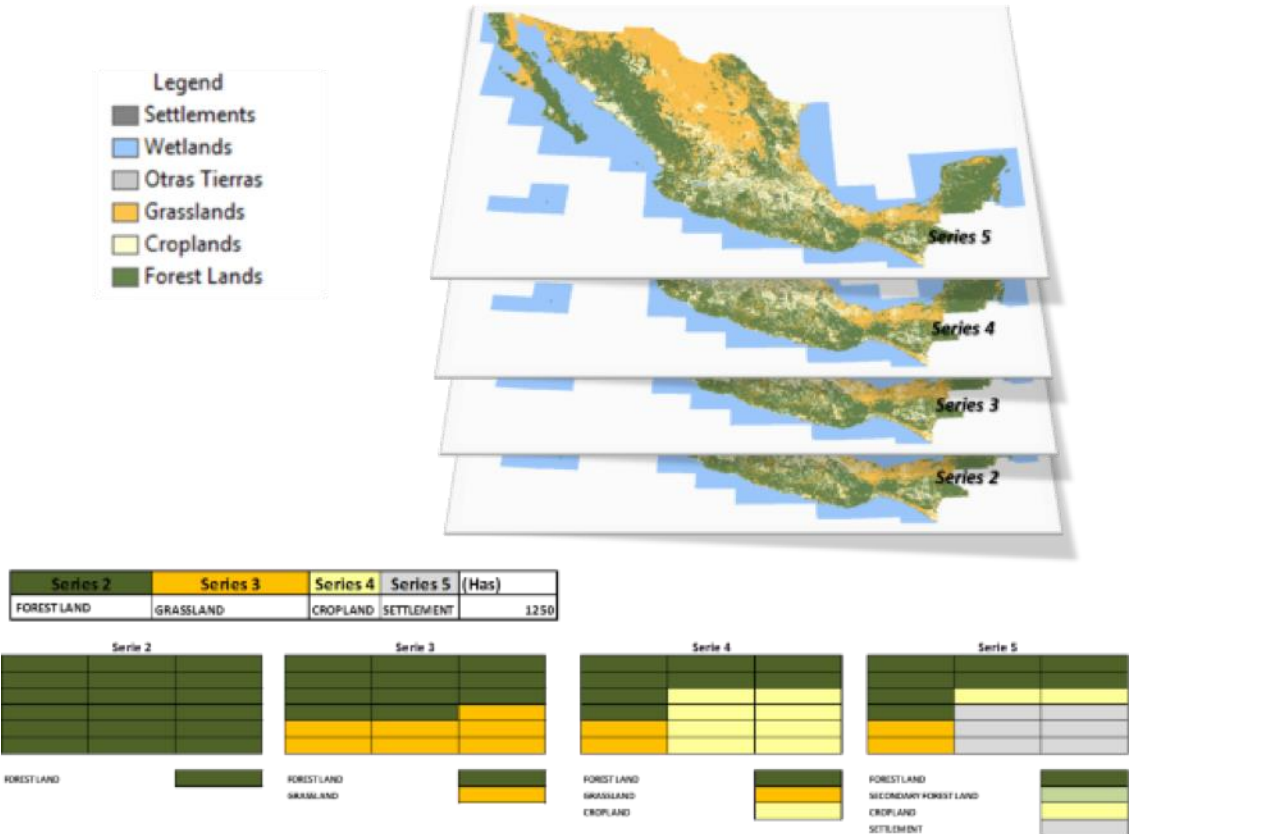 Legend
Settlements
Wetlands
Otras Tierras
Grasslands
Croplands
Forest Lands
Series 5
Series 4
Series 3
Series 2
Series 2 Series 3 Series 4 Series 5 (Has)
FOREST LAND GRASSLAND CROPLAND SETTLEMENT 1250
Serie 2 Serie 3 Serie 4 Serie 5
FOREST LAND FOREST LAND FOREST LAND FOREST LAND
GRASSLAND GRASSLAND SECONDARY FOREST LAND
CROPLAND CROPLAND
SETTLEMENT